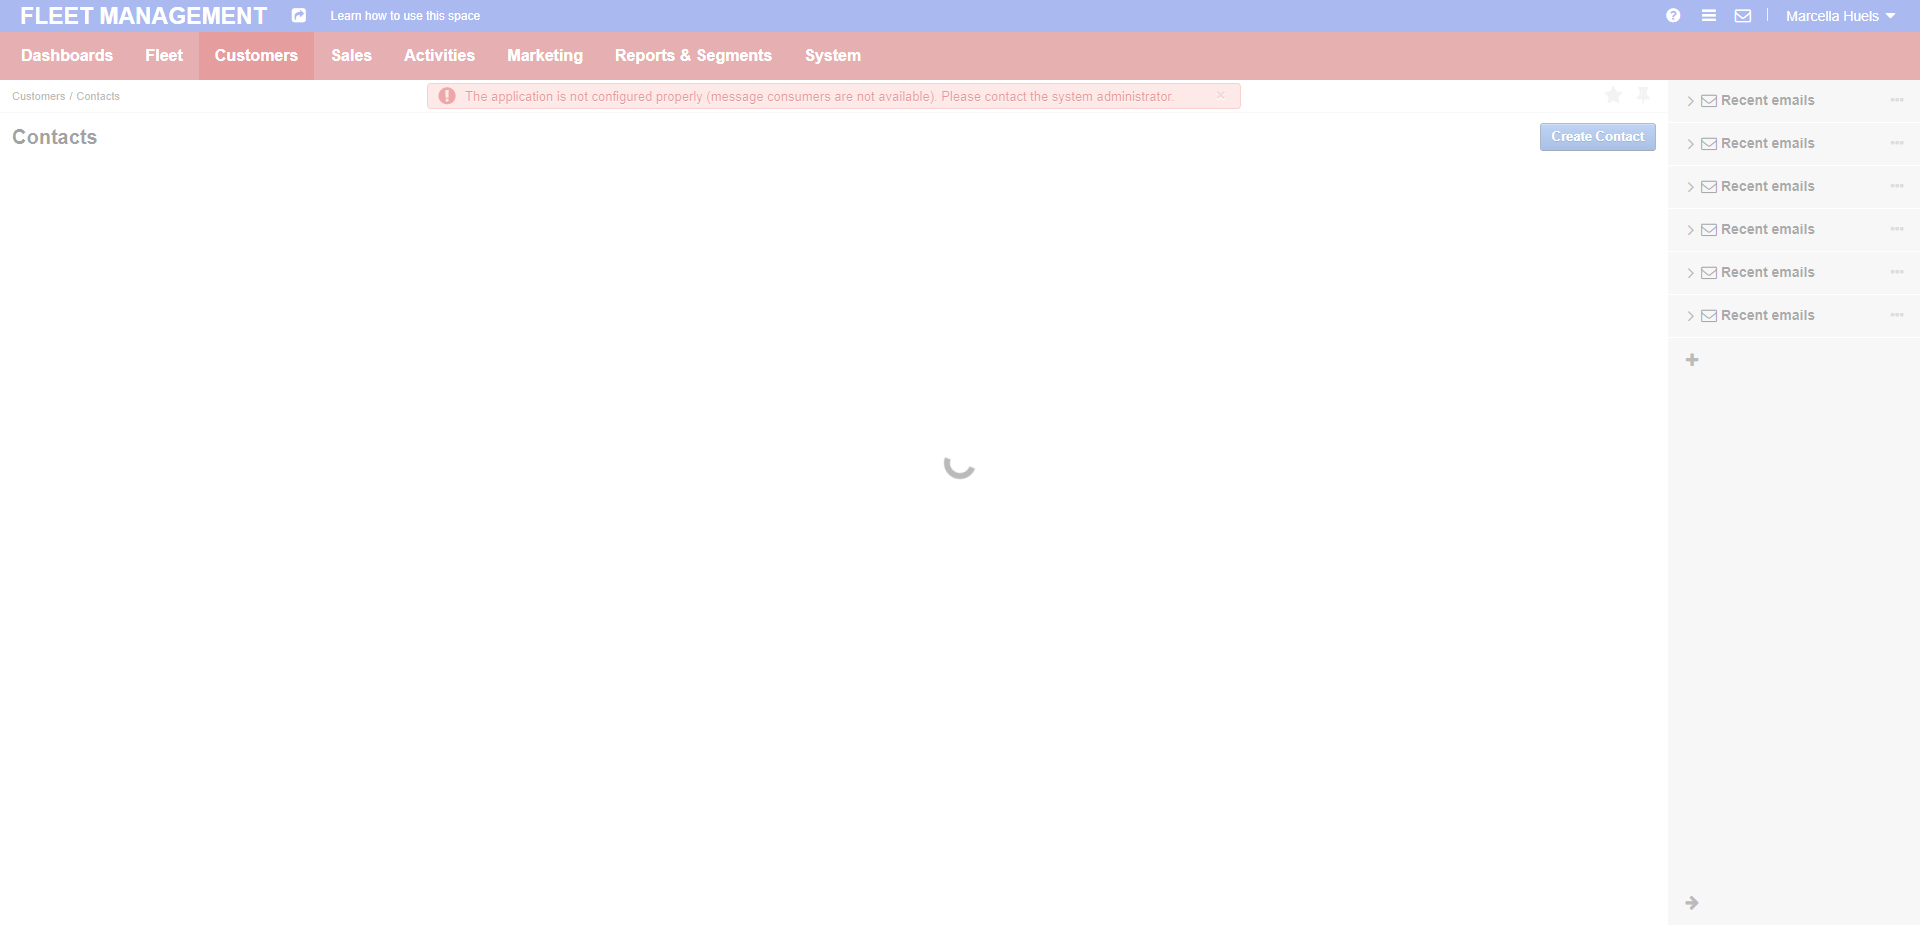 FLEET MANAGEMENT Learn how to use this space Marcella Huels
Dashboards Fleet Customers Sales Activities Marketing Reports & Segments System
Customers / Contacts
The application is not configured properly (message consumers are not available). Please contact the system administrator. ×
Contacts
Create Contact
Recent emails
Recent emails
Recent emails
Recent emails
Recent emails
Recent emails